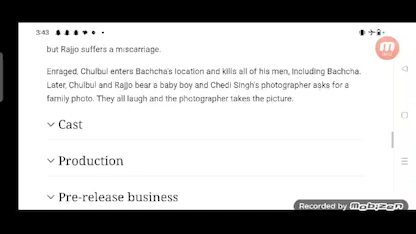 3:43
but Rajjo suffers a miscarriage.
Enraged, Chulbul enters Bachcha's location and kills all of his men, including Bachcha.
Later, Chulbul and Rajjo bear a baby boy and Chedi Singh's photographer asks for a
family photo. They all laugh and the photographer takes the picture.
Cast
Production
Pre-release business
Recorded by Mobizen